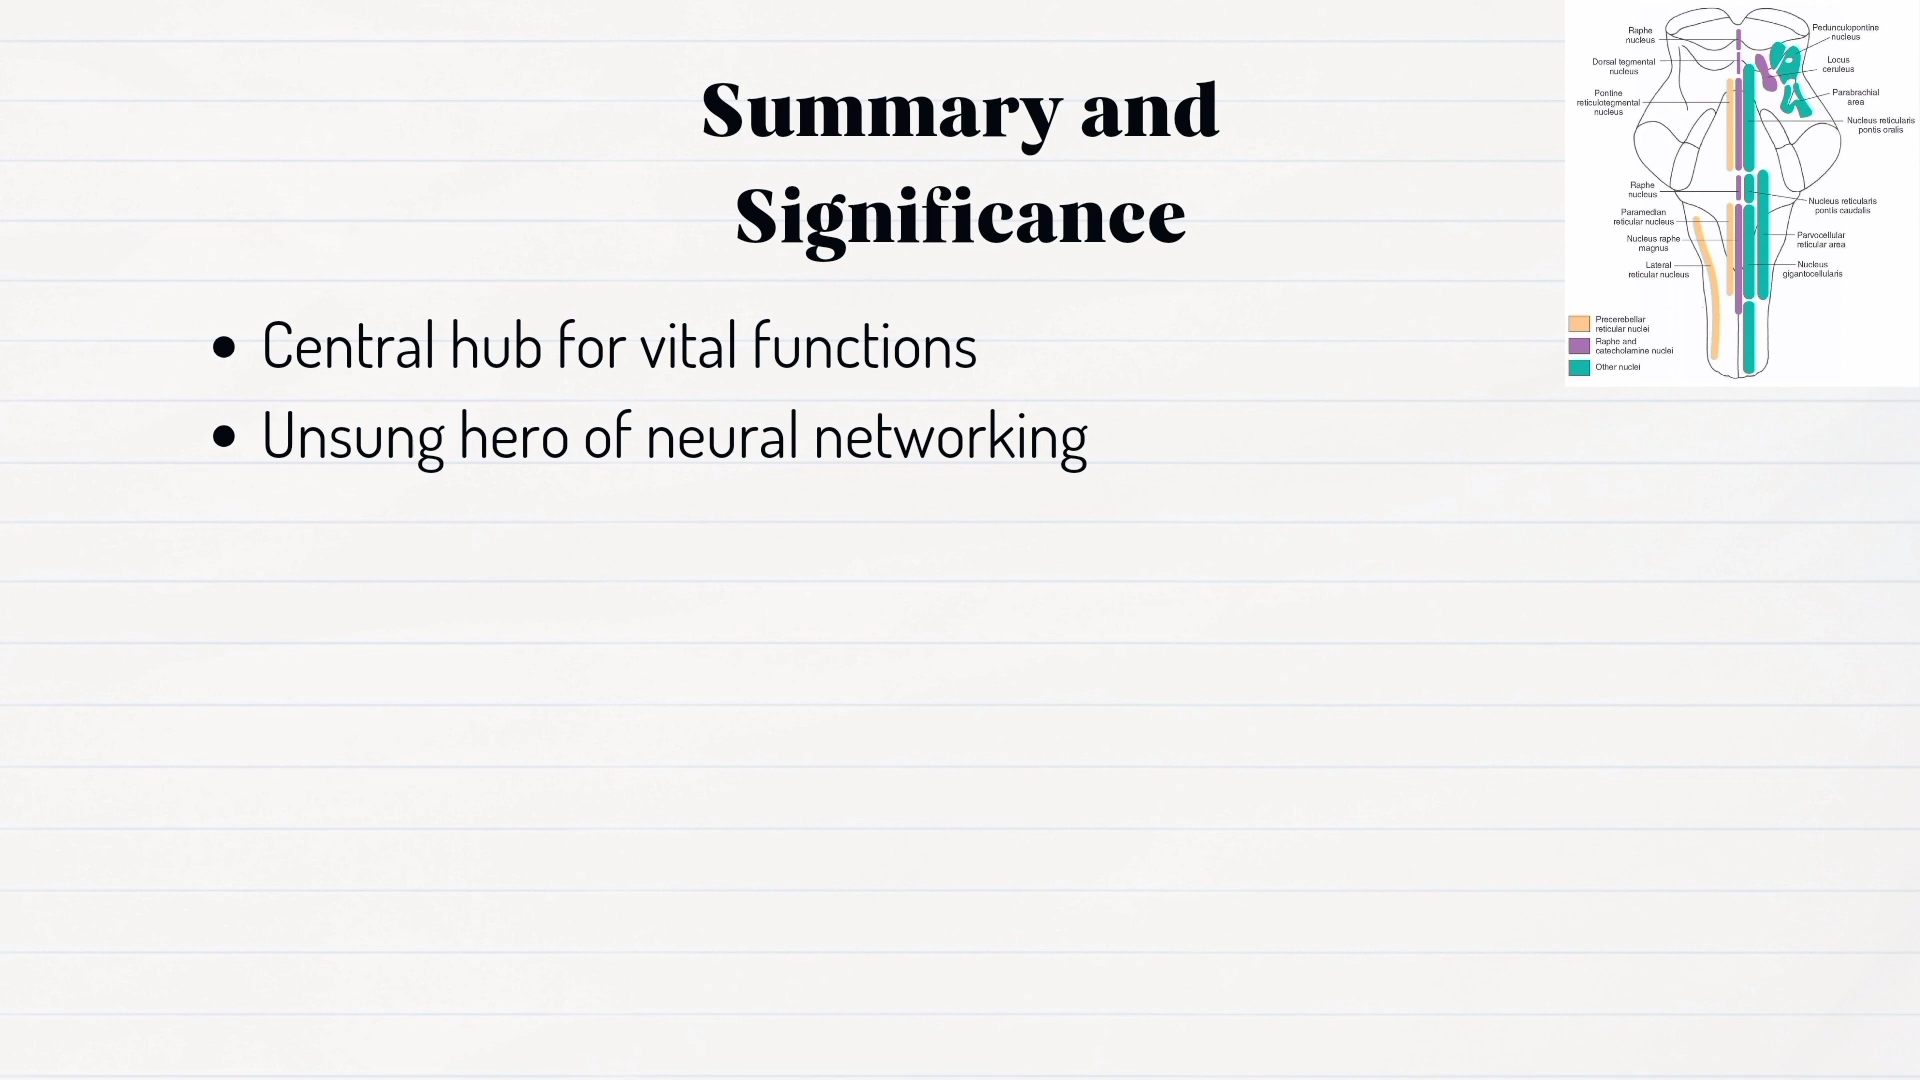 Summary and
Significance
• Central hub for vital functions
• Unsung hero of neural networking
Raphe
nucleus
Dorsal tegmental
nucleus
Pontine
reticulotegmental
nucleus
Raphe
nucleus
Paramedian
reticular nucleus
Nucleus raphe
magnus
Lateral
reticular nucleus
Pedunculopontine
nucleus
Locus
ceruleus
Parabrachial
area
Nucleus reticularis
pontis oralis
Nucleus reticularis
pontis caudalis
Parvocellular
reticular area
Nucleus
gigantocellularis
Precerebellar
reticular nuclei
Raphe and
catecholamine nuclei
Other nuclei